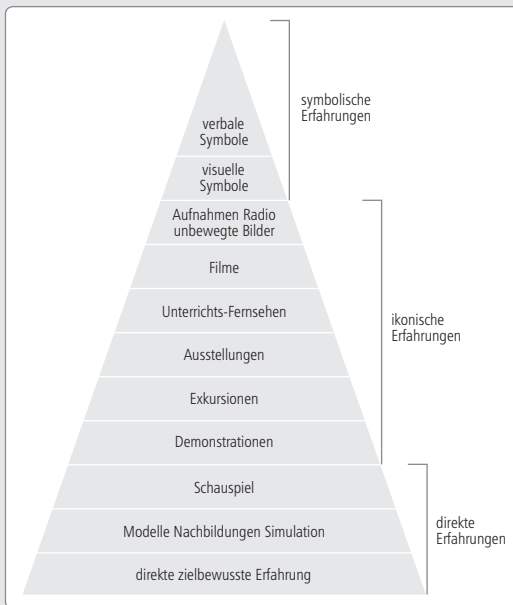 symbolische
Erfahrungen
verbale
Symbole
visuelle
Symbole
Aufnahmen Radio
unbewegte Bilder
Filme
Unterrichts-Fernsehen
ikonische
Erfahrungen
Ausstellungen
Exkursionen
Demonstrationen
Schauspiel
direkte
Erfahrungen
Modelle Nachbildungen Simulation
direkte zielbewusste Erfahrung